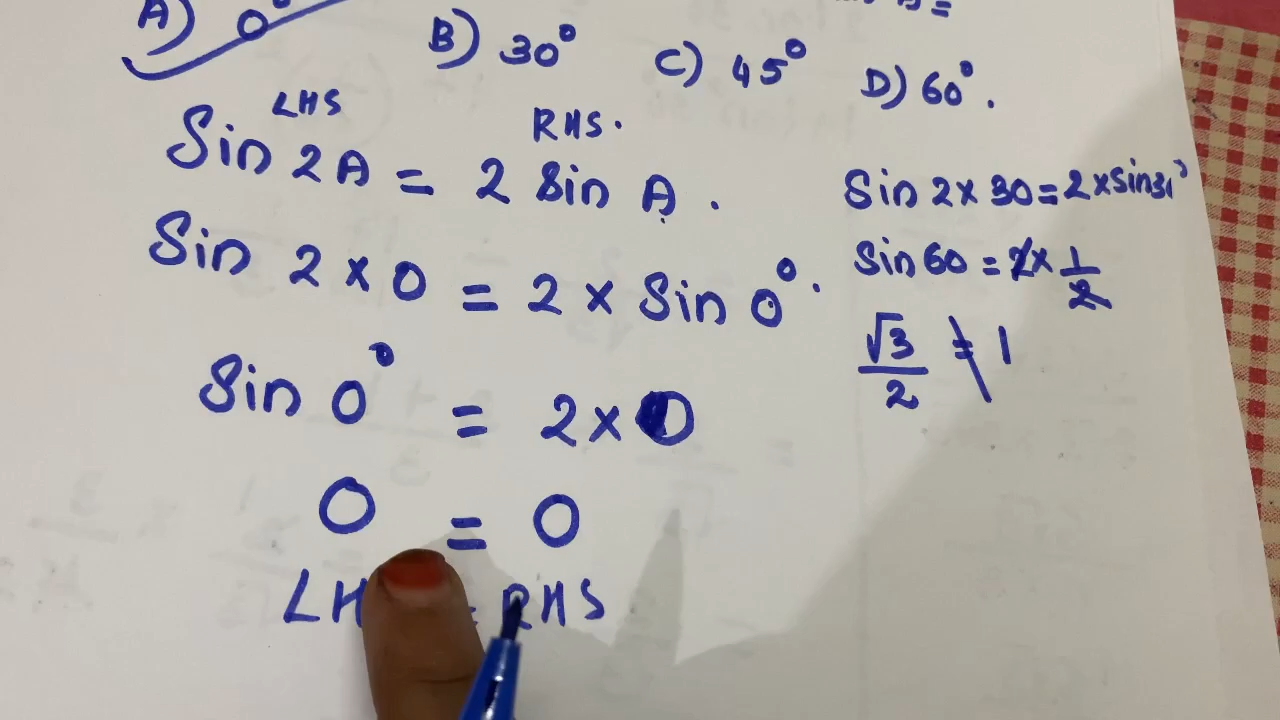 A) 0° B) 30° C) 45° D) 60°.
LHS RHS.
Sin 2A = 2 Sin A.
Sin 2 × 0 = 2 × Sin 0°.
Sin 0° = 2 × 0
0 = 0
LH = RHS
Sin 2 × 30 = 2 × Sin 30°
Sin 60 = 2 × 1/2
√3/2 ≠ 1